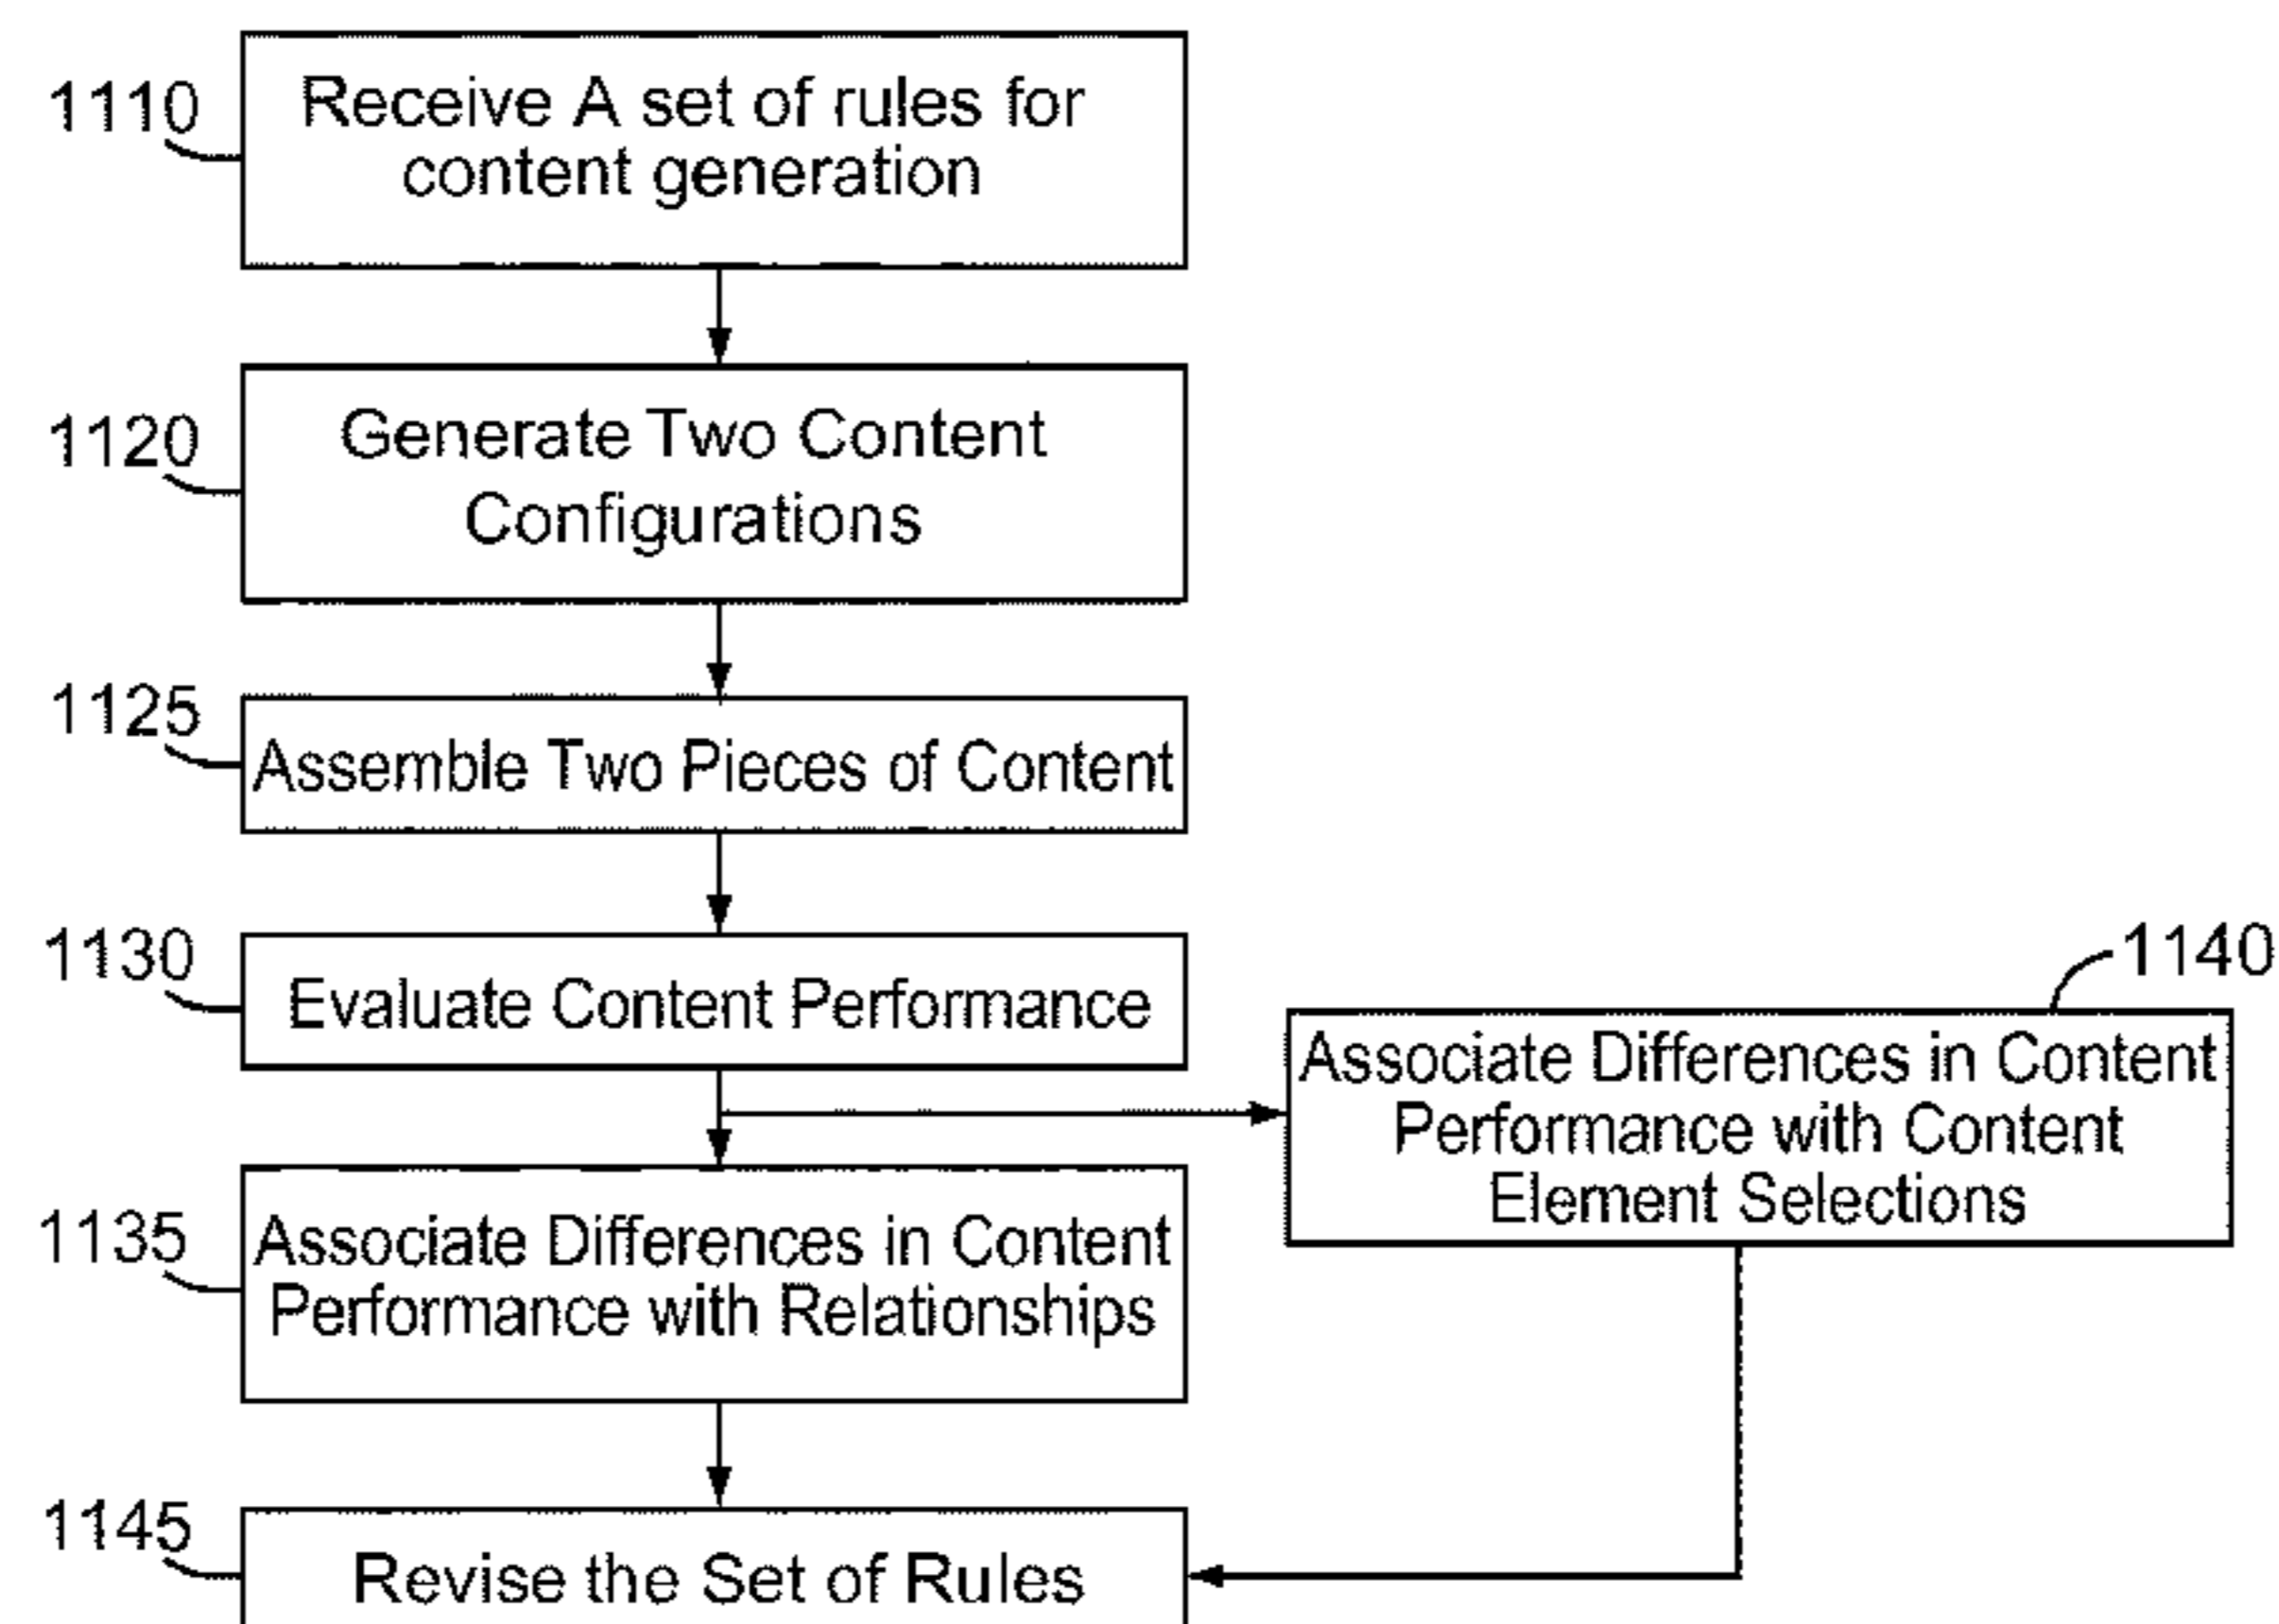 1110
Receive A set of rules for
content generation
1120
Generate Two Content
Configurations
1125
Assemble Two Pieces of Content
1130
Evaluate Content Performance
1140
Associate Differences in Content
Performance with Content
Element Selections
1135
Associate Differences in Content
Performance with Relationships
1145
Revise the Set of Rules